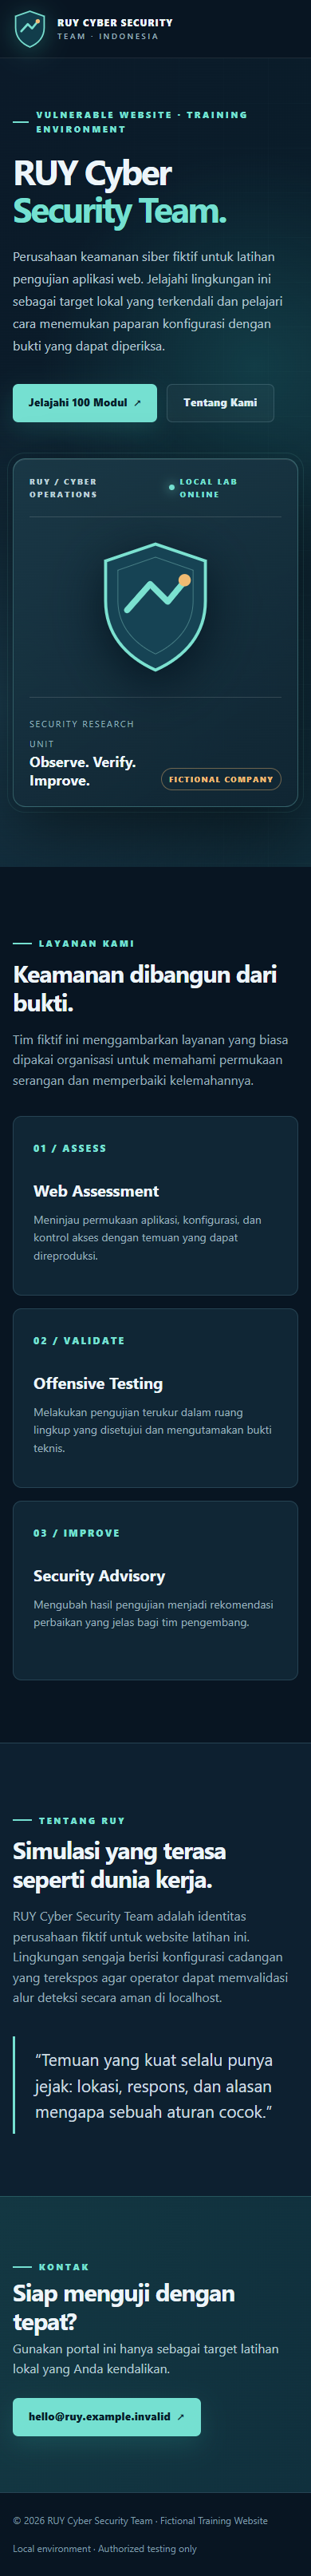 RUY CYBER SECURITY
TEAM · INDONESIA
VULNERABLE WEBSITE · TRAINING
ENVIRONMENT
RUY Cyber
Security Team.
Perusahaan keamanan siber fiktif untuk latihan
pengujian aplikasi web. Jelajahi lingkungan ini
sebagai target lokal yang terkendali dan pelajari
cara menemukan paparan konfigurasi dengan
bukti yang dapat diperiksa.
Jelajahi 100 Modul ↗
Tentang Kami
RUY / CYBER
OPERATIONS
LOCAL LAB
ONLINE
SECURITY RESEARCH
UNIT
Observe. Verify.
Improve.
FICTIONAL COMPANY
LAYANAN KAMI
Keamanan dibangun dari
bukti.
Tim fiktif ini menggambarkan layanan yang biasa
dipakai organisasi untuk memahami permukaan
serangan dan memperbaiki kelemahannya.
01 / ASSESS
Web Assessment
Meninjau permukaan aplikasi, konfigurasi, dan
kontrol akses dengan temuan yang dapat
direproduksi.
02 / VALIDATE
Offensive Testing
Melakukan pengujian terukur dalam ruang
lingkup yang disetujui dan mengutamakan bukti
teknis.
03 / IMPROVE
Security Advisory
Mengubah hasil pengujian menjadi rekomendasi
perbaikan yang jelas bagi tim pengembang.
TENTANG RUY
Simulasi yang terasa
seperti dunia kerja.
RUY Cyber Security Team adalah identitas
perusahaan fiktif untuk website latihan ini.
Lingkungan sengaja berisi konfigurasi cadangan
yang terekspos agar operator dapat memvalidasi
alur deteksi secara aman di localhost.
“Temuan yang kuat selalu punya
jejak: lokasi, respons, dan alasan
mengapa sebuah aturan cocok.”
KONTAK
Siap menguji dengan
tepat?
Gunakan portal ini hanya sebagai target latihan
lokal yang Anda kendalikan.
hello@ruy.example.invalid ↗
© 2026 RUY Cyber Security Team · Fictional Training Website
Local environment · Authorized testing only